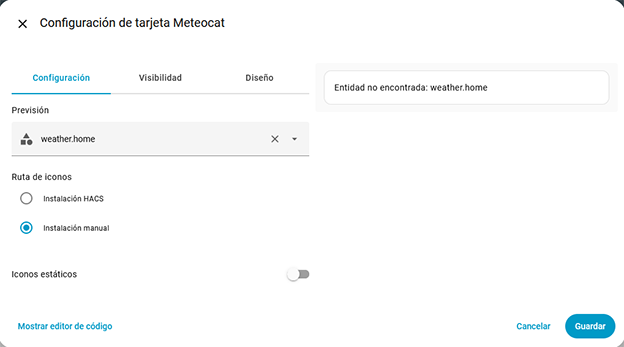 Configuración de tarjeta Meteocat
Configuración
Visibilidad
Diseño
Previsión
weather.home
Entidad no encontrada: weather.home
Ruta de iconos
Instalación HACS
Instalación manual
Iconos estáticos
Mostrar editor de código
Cancelar
Guardar